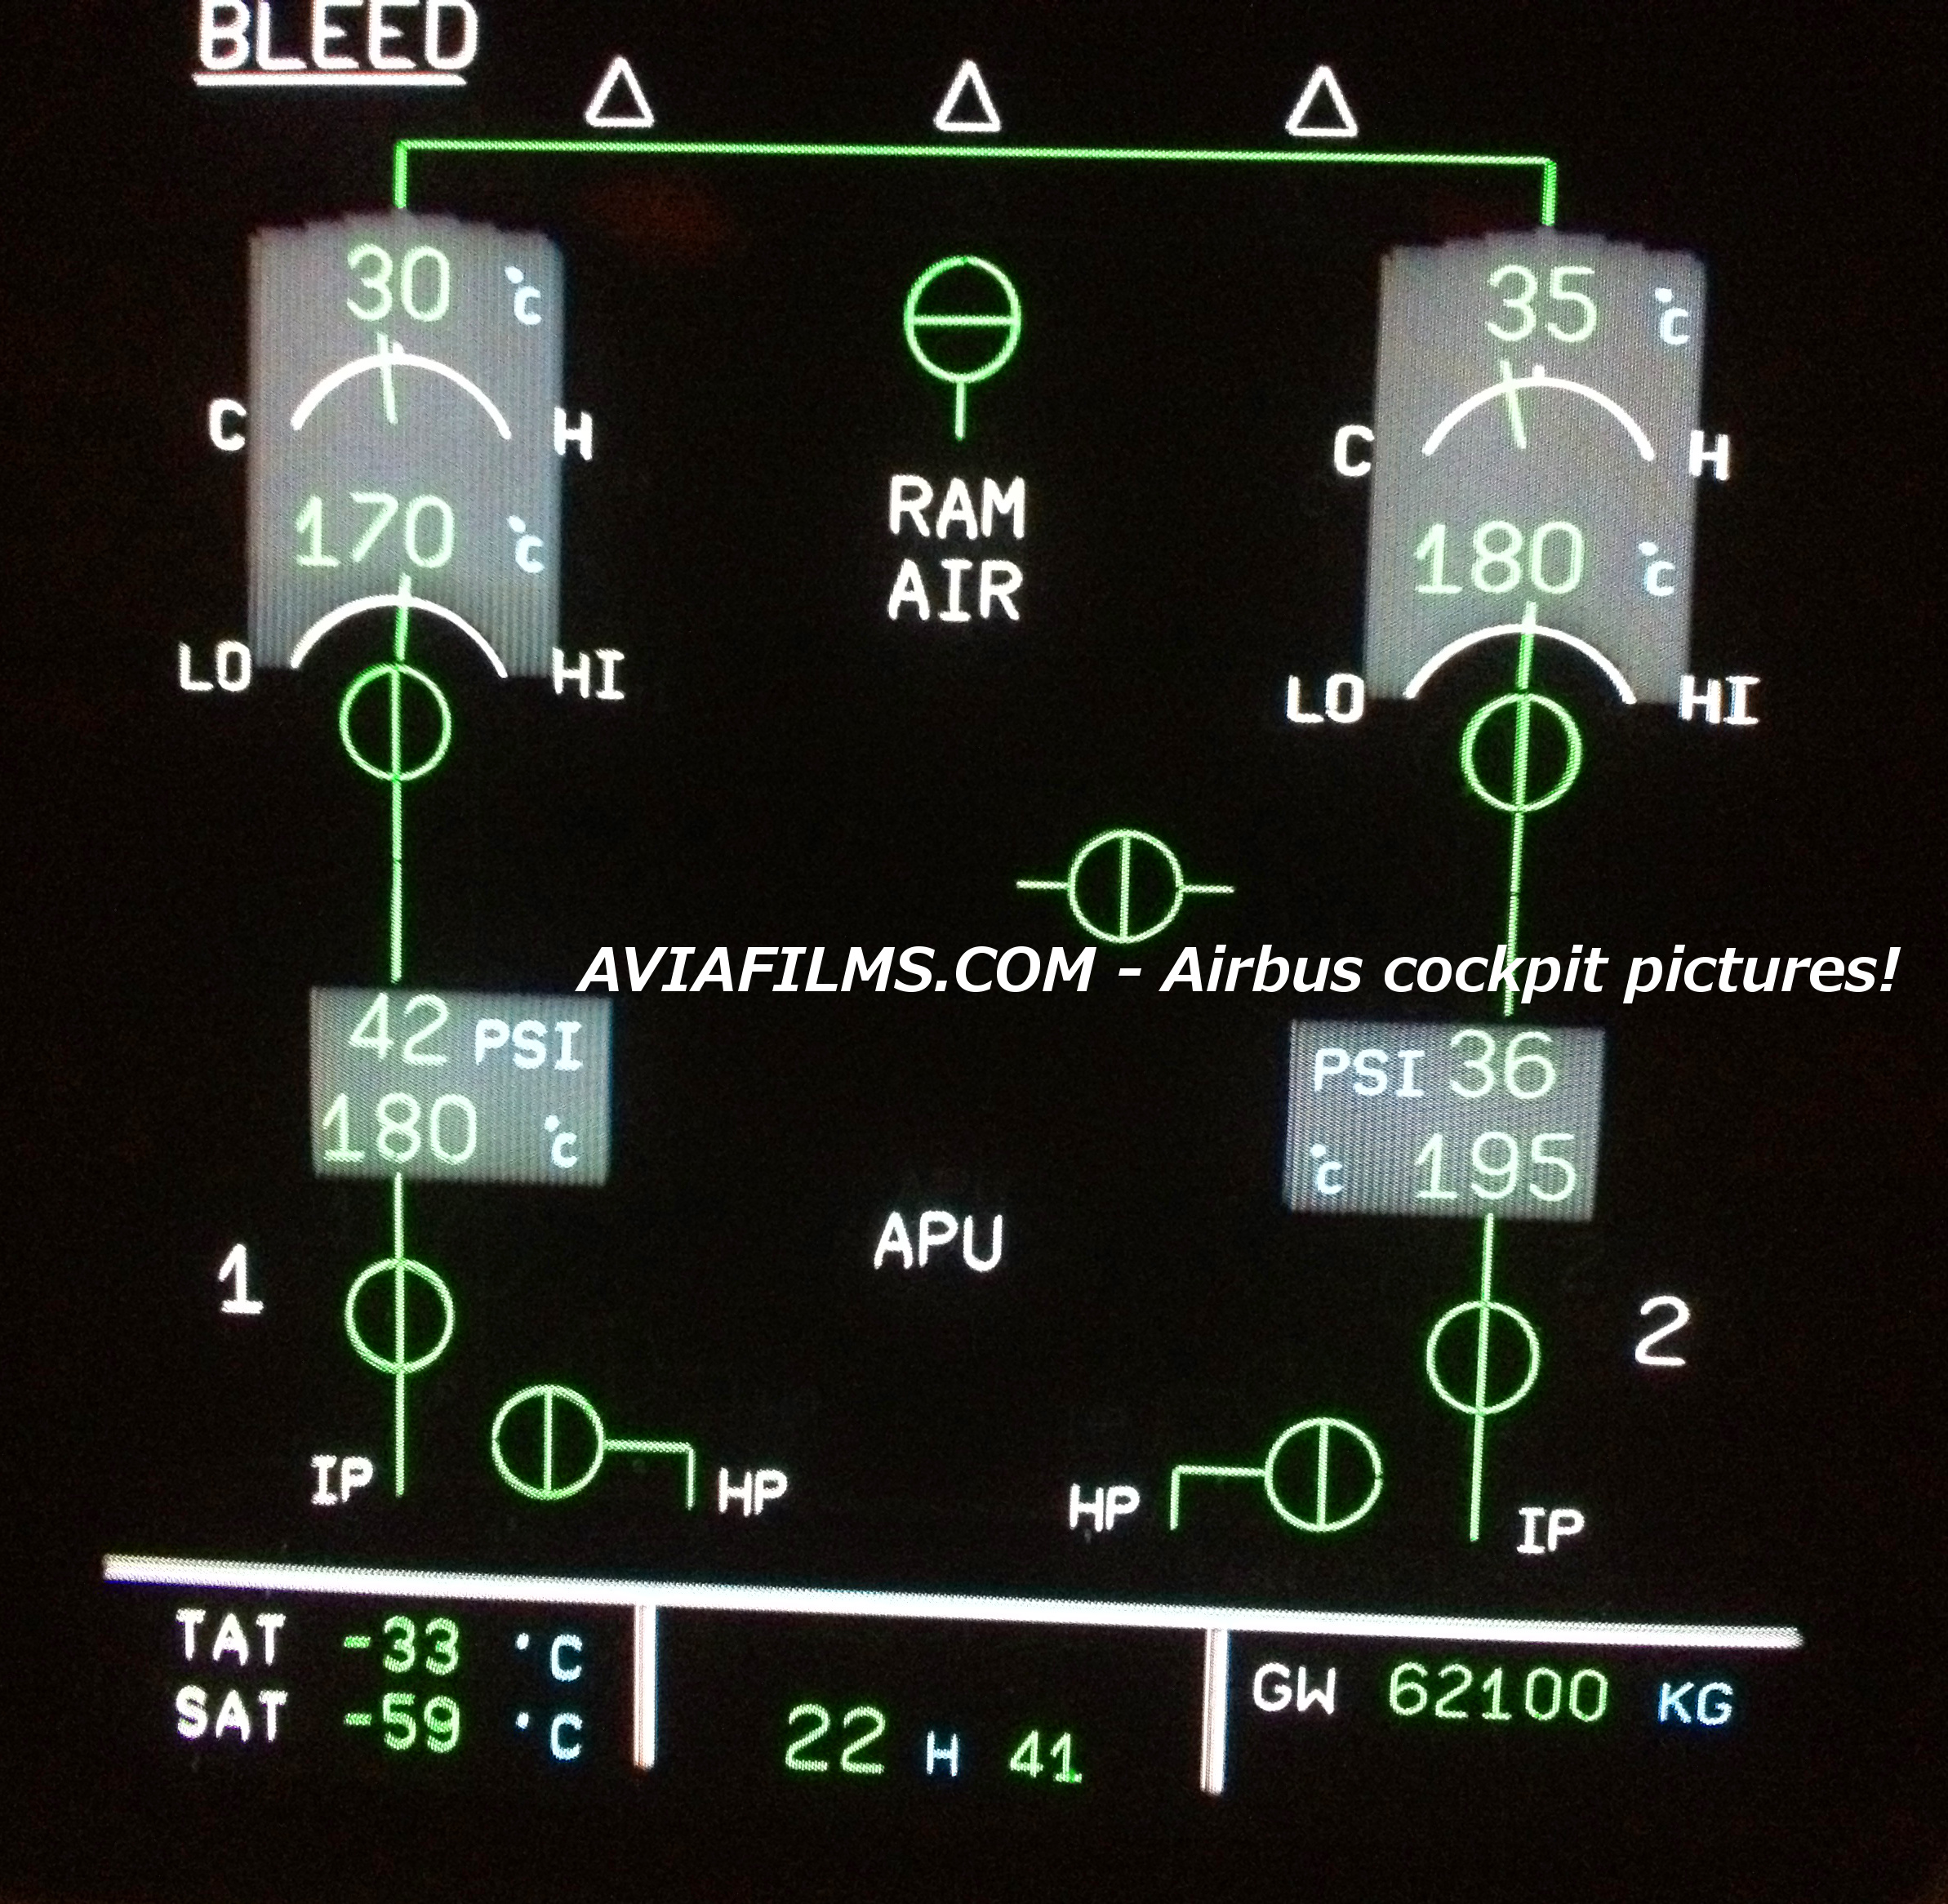 BLEED
30 °C
35 °C
C H
C H
RAM
AIR
170 °C
180 °C
LO HI
LO HI
AVIAFILMS.COM - Airbus cockpit pictures!
42 PSI
PSI 36
180 °C
°C 195
APU
1
2
IP HP
HP IP
TAT -33 °C
SAT -59 °C
22 H 41
GW 62100 KG